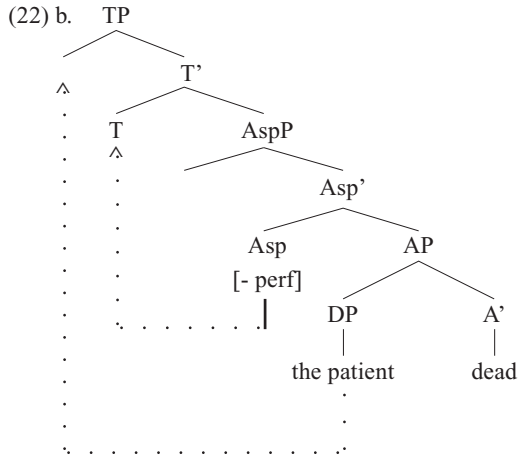 (22) b. TP
T’
T AspP
Asp’
Asp AP
[- perf]
DP A’
the patient dead